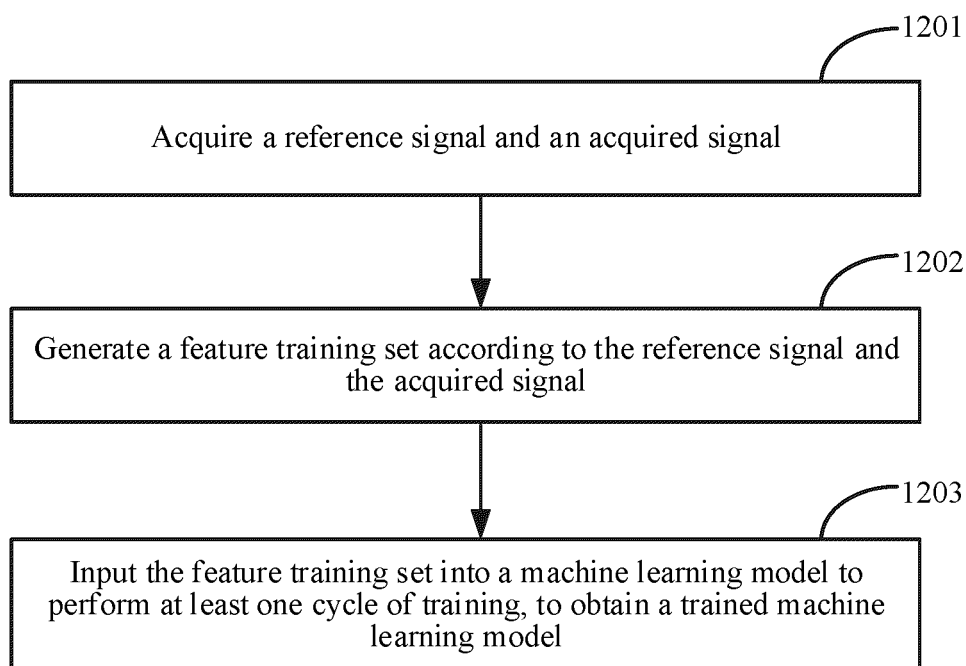 1201
Acquire a reference signal and an acquired signal
1202
Generate a feature training set according to the reference signal and
the acquired signal
1203
Input the feature training set into a machine learning model to
perform at least one cycle of training, to obtain a trained machine
learning model